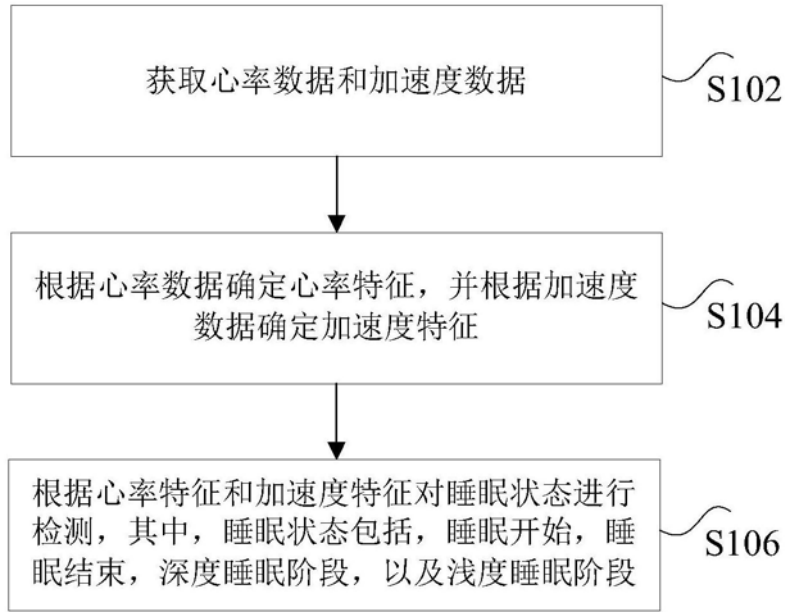 获取心率数据和加速度数据
S102
根据心率数据确定心率特征，并根据加速度
数据确定加速度特征
S104
根据心率特征和加速度特征对睡眠状态进行
检测，其中，睡眠状态包括，睡眠开始，睡
眠结束，深度睡眠阶段，以及浅度睡眠阶段
S106